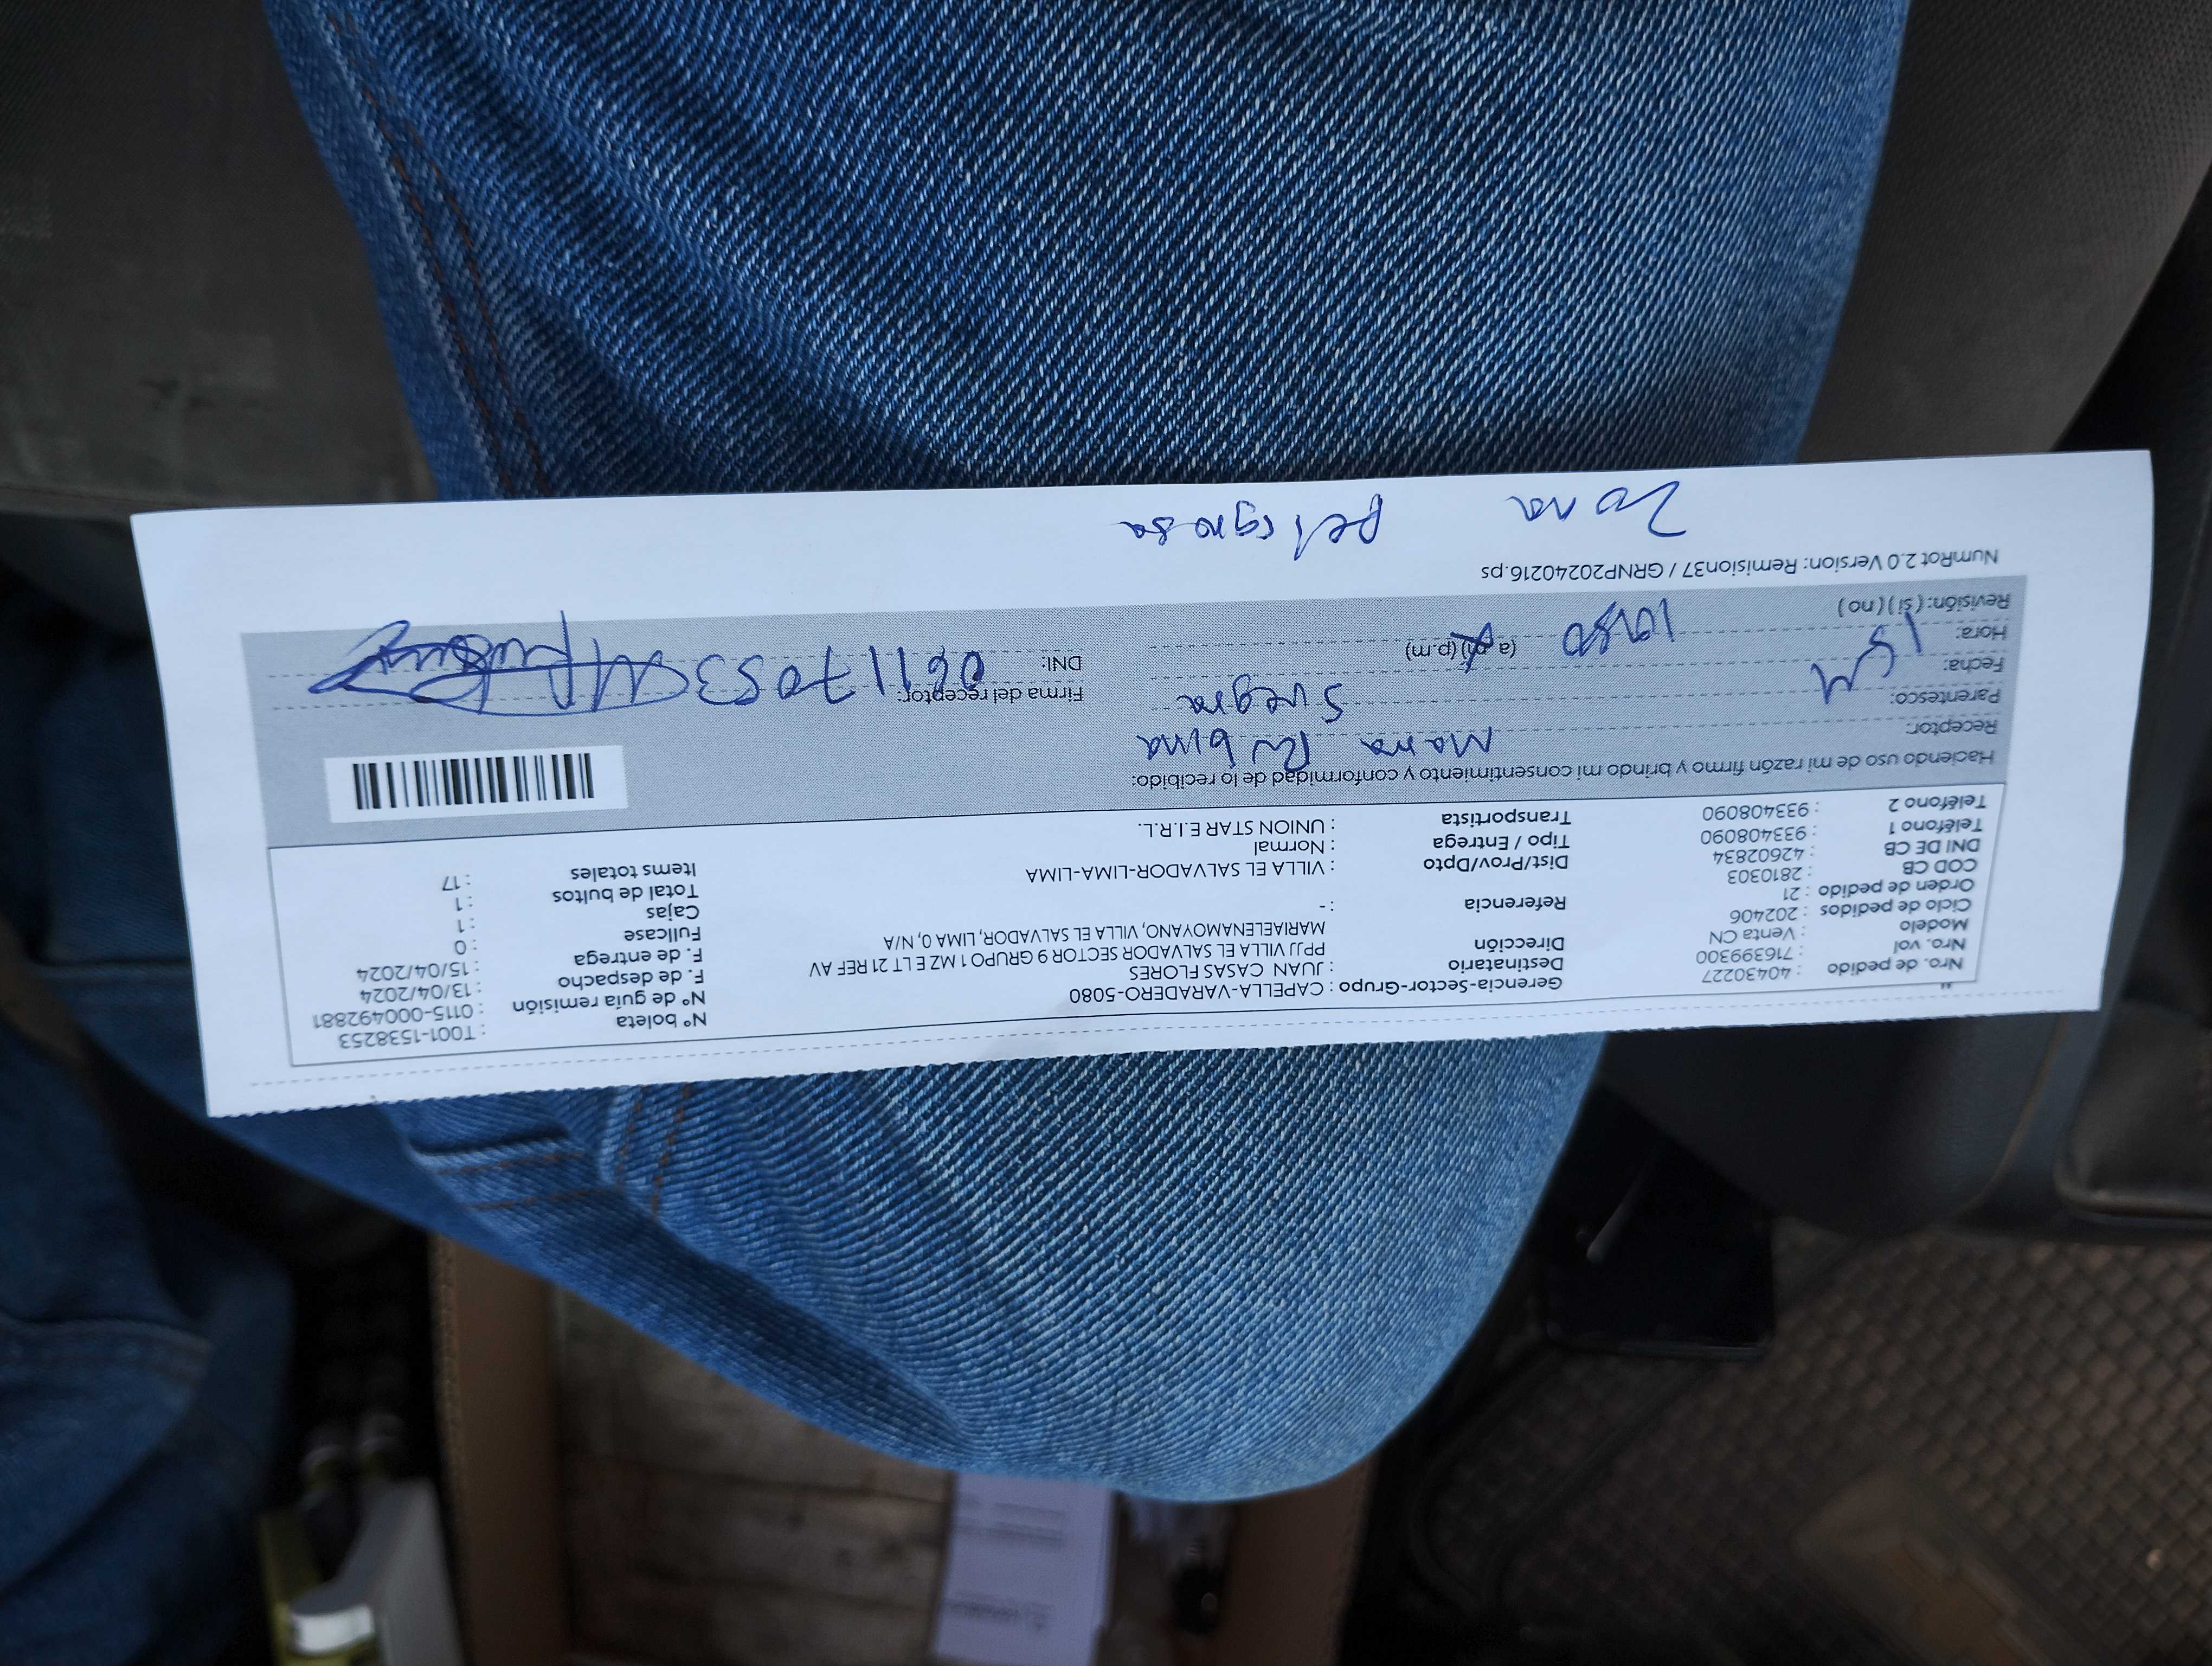 Nro. de pedido : 40430227
Nro. vol : 716399300
Modelo : Venta CN
Ciclo de pedidos : 202406
Orden de pedido : 21
COD CB : 2810303
DNI DE CB : 42602834
Teléfono 1 : 933408090
Teléfono 2 : 933408090
Gerencia-Sector-Grupo : CAPELLA-VARADERO-5080
Destinatario : JUAN CASAS FLORES
Dirección PPJJ VILLA EL SALVADOR SECTOR 9 GRUPO 1 MZ E LT 21 REF AV
MARIAELENAMOYANO, VILLA EL SALVADOR, LIMA 0, N/A
Referencia : -
Dist/Prov/Dpto : VILLA EL SALVADOR-LIMA-LIMA
Tipo / Entrega : Normal
Transportista : UNION STAR E.I.R.L.
Nº boleta : T001-1538253
Nº de guia remisión : 0115-000492881
F. de despacho : 13/04/2024
F. de entrega : 15/04/2024
Fullcase : 0
Cajas : 1
Total de bultos : 1
Items totales : 17
Haciendo uso de mi razón firmo y brindo mi consentimiento y conformidad de lo recibido:
Receptor: Maria Rubina
Parentesco: Suegra
Fecha:
Hora: (a.m) (p.m)
Revisión: (si) (no)
Firma del receptor:
DNI: 06117053
NumRot 2.0 Version: Remision37 / GRNP20240216.ps
Zona peligrosa